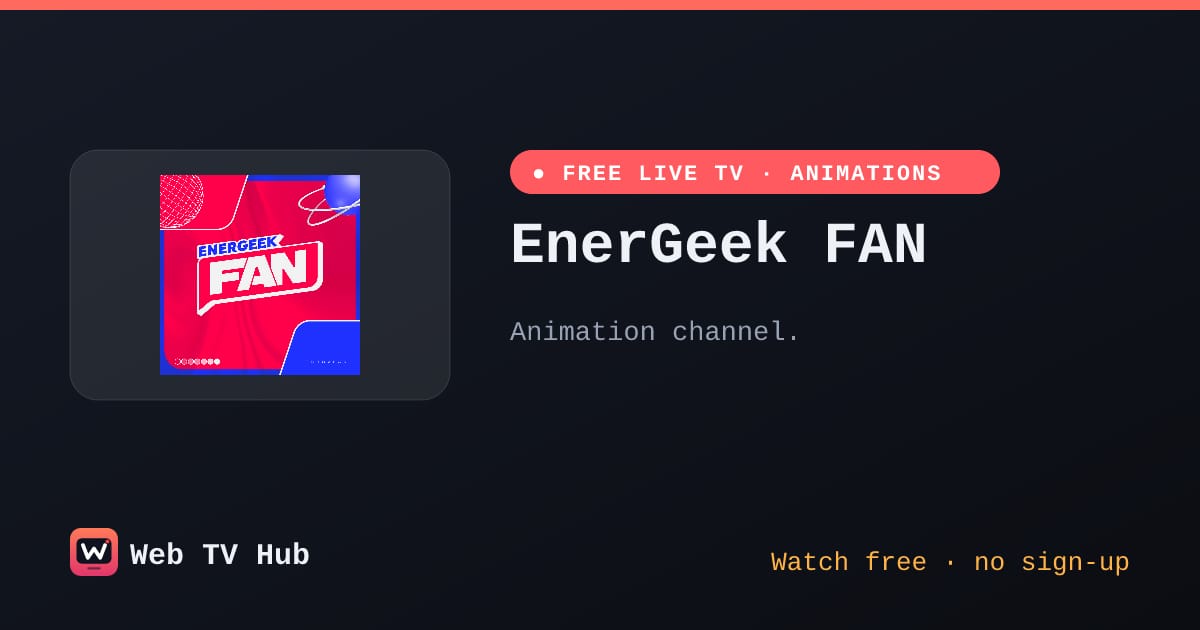 ENERGEEK
FAN
• FREE LIVE TV · ANIMATIONS
EnerGeek FAN
Animation channel.
Web TV Hub
Watch free · no sign-up